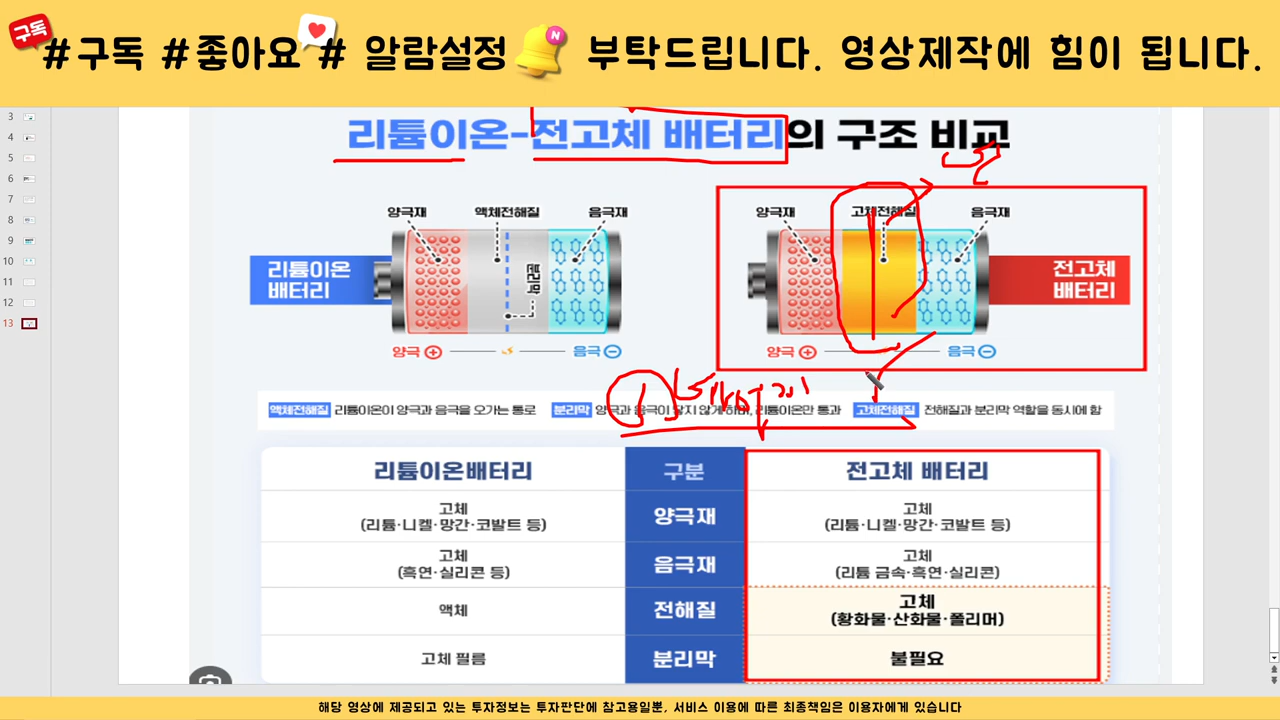 구독
#구독 #좋아요 # 알람설정 N 부탁드립니다. 영상제작에 힘이 됩니다.
3
4
5
6
7
8
9
10
11
12
13
리튬이온-전고체 배터리의 구조 비교
양극재 액체전해질 음극재
리튬이온
배터리
분리막
양극 + 음극 −
양극재 고체전해질 음극재
전고체
배터리
양극 + 음극 −
액체전해질 리튬이온이 양극과 음극을 오가는 통로
분리막 양극과 음극이 닿지 않게 하며, 리튬이온만 통과
고체전해질 전해질과 분리막 역할을 동시에 함
리튬이온배터리 구분 전고체 배터리
고체
(리튬·니켈·망간·코발트 등)
양극재
고체
(리튬·니켈·망간·코발트 등)
고체
(흑연·실리콘 등)
음극재
고체
(리튬 금속·흑연·실리콘)
액체 전해질
고체
(황화물·산화물·폴리머)
고체 필름 분리막 불필요
해당 영상에 제공되고 있는 투자정보는 투자판단에 참고용일뿐, 서비스 이용에 따른 최종책임은 이용자에게 있습니다